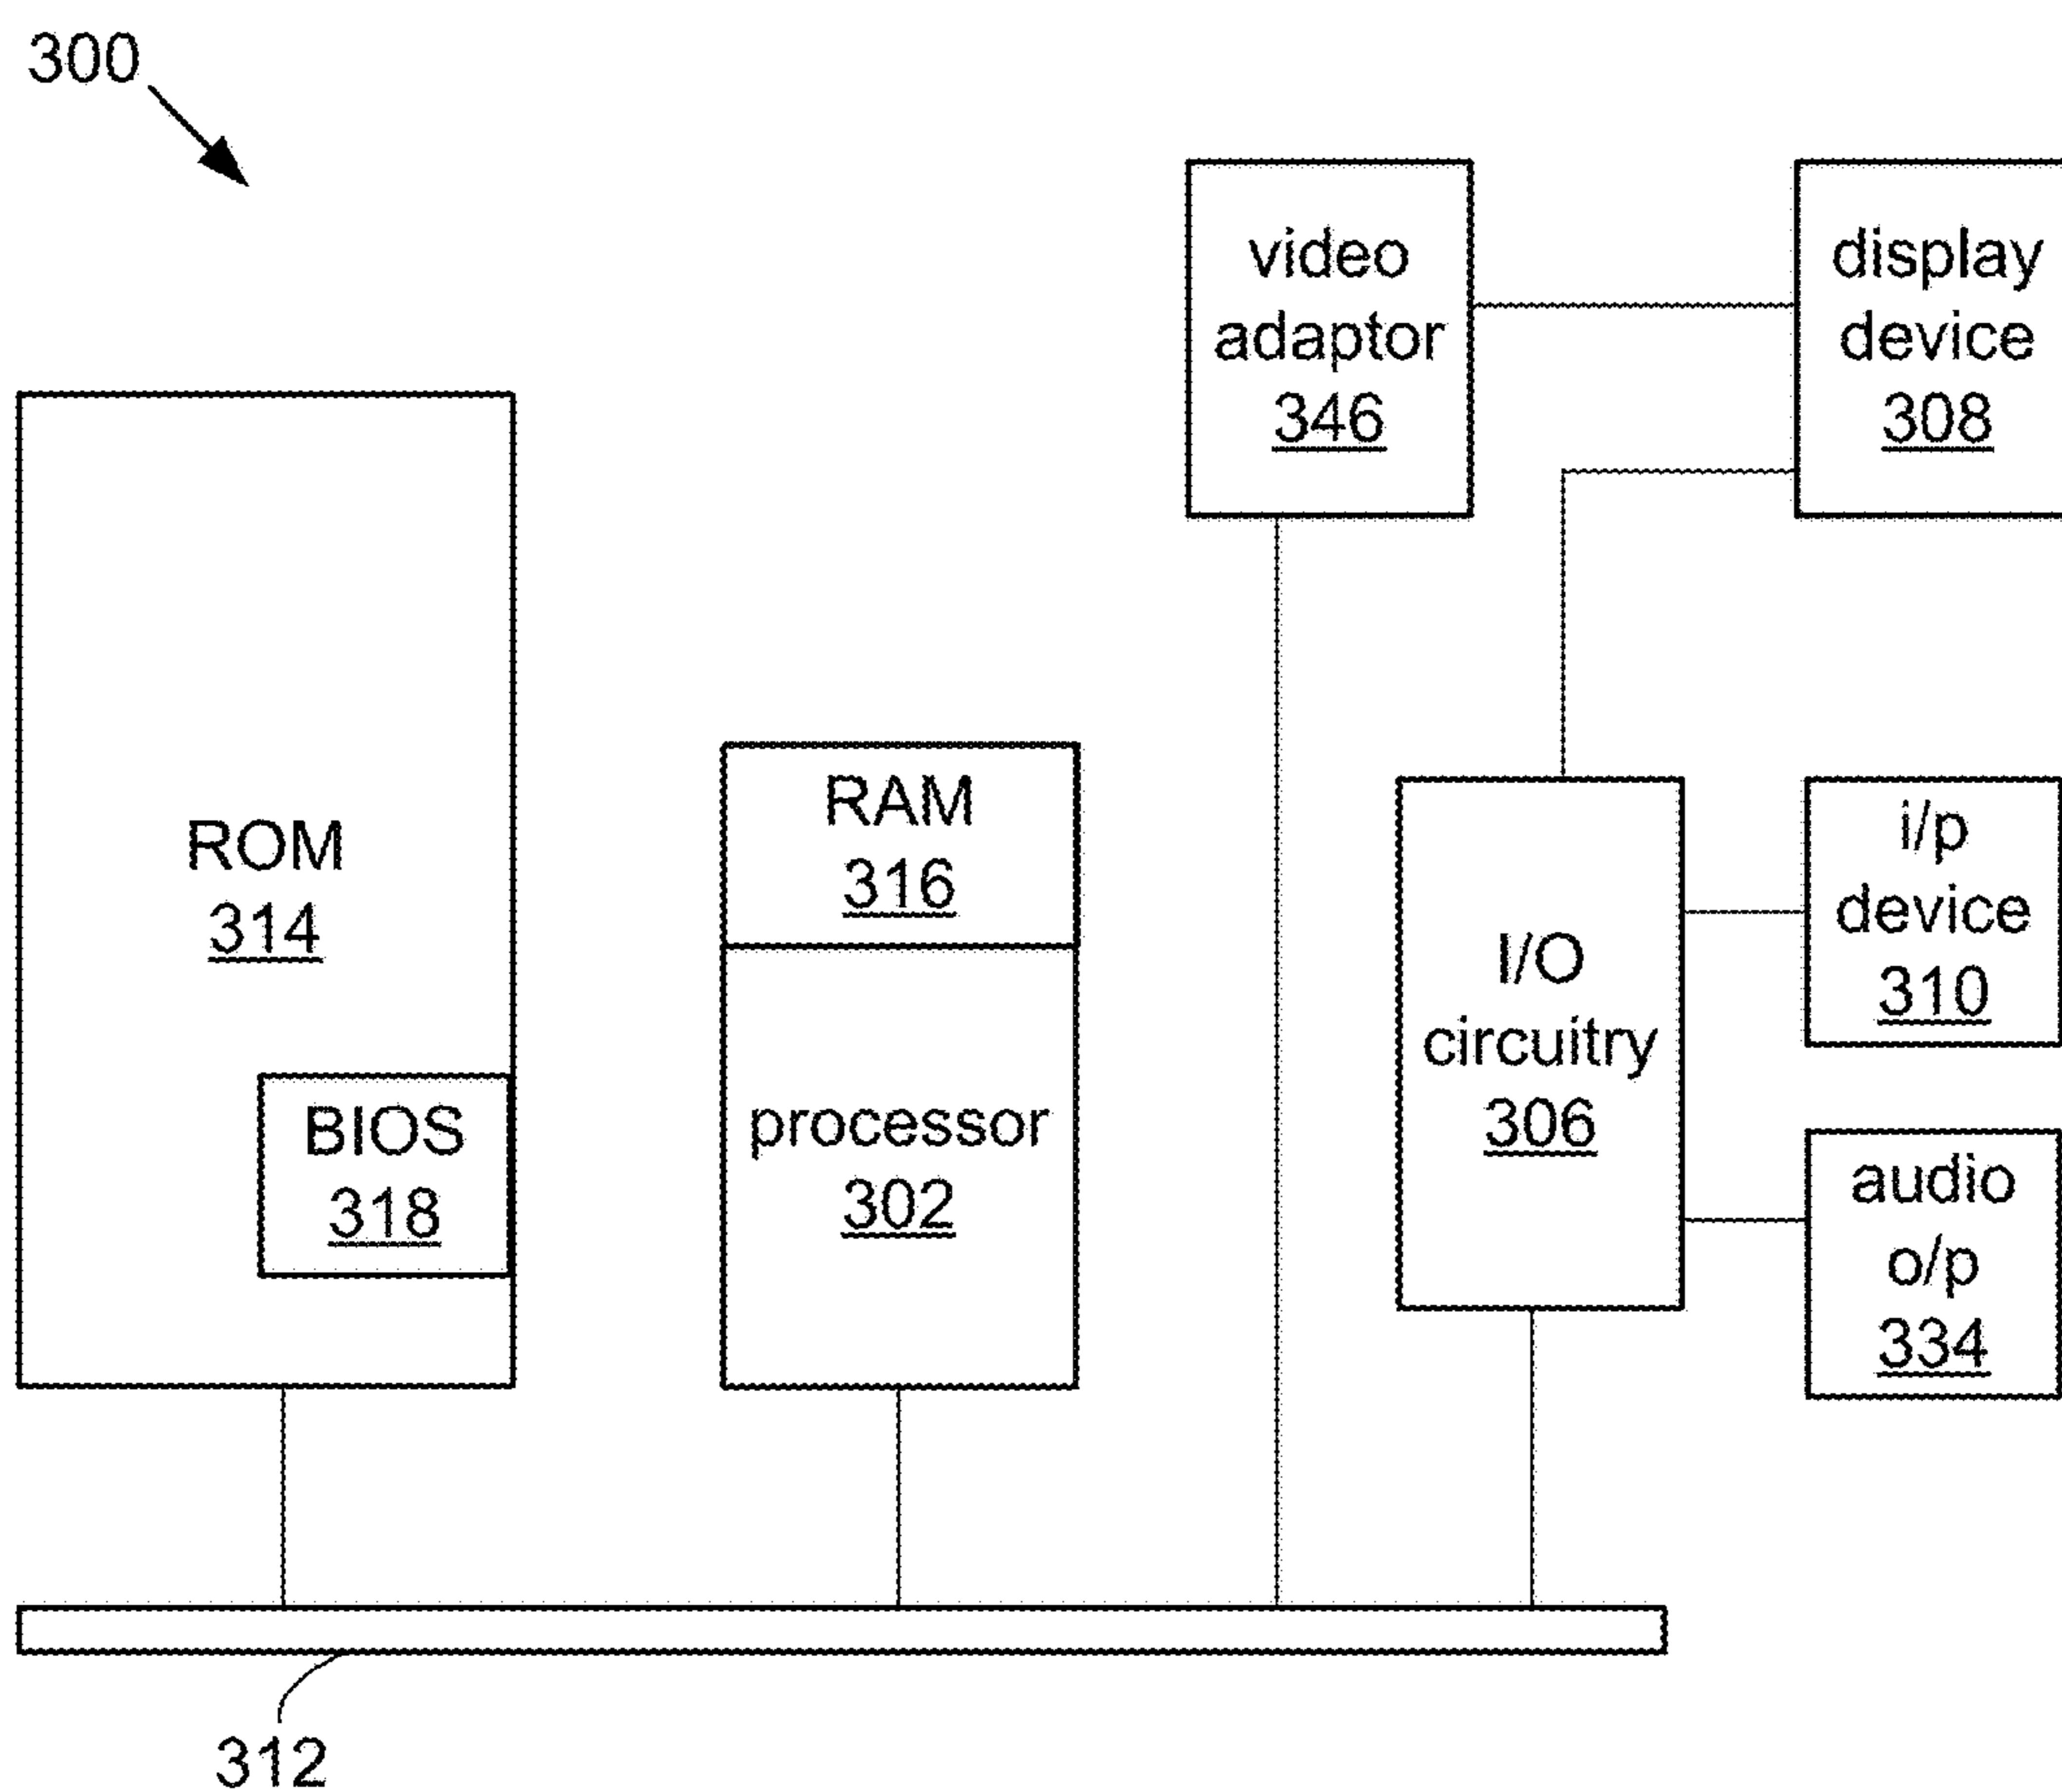 300
video
adaptor
346
display
device
308
ROM
314
BIOS
318
RAM
316
processor
302
I/O
circuitry
306
i/p
device
310
audio
o/p
334
312